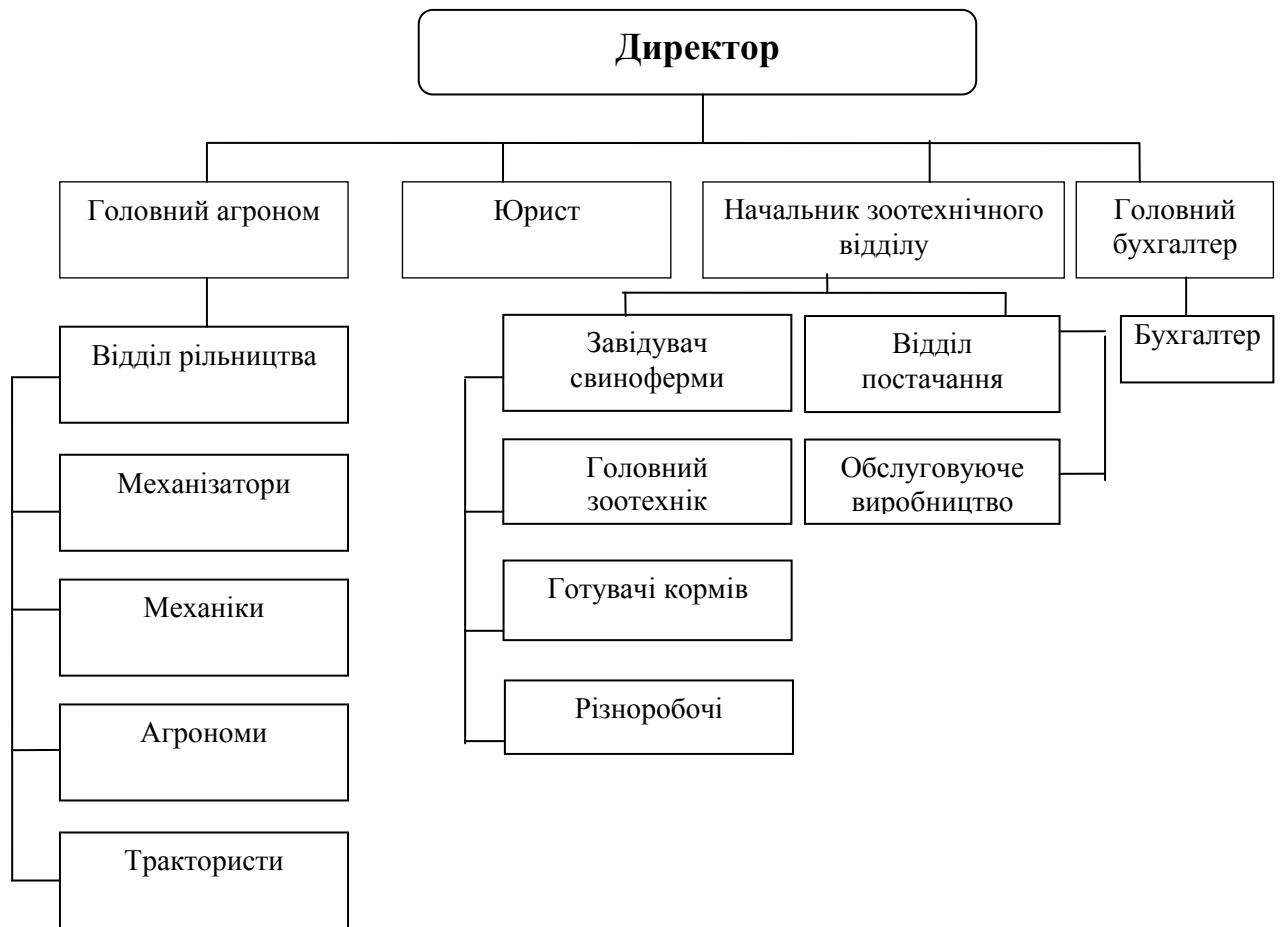 Директор
Головний агроном
Юрист
Начальник зоотехнічного
відділу
Головний
бухгалтер
Відділ рільництва
Завідувач
свиноферми
Відділ
постачання
Бухгалтер
Механізатори
Головний
зоотехнік
Обслуговуюче
виробництво
Механіки
Готувачі кормів
Агрономи
Різноробочі
Трактористи